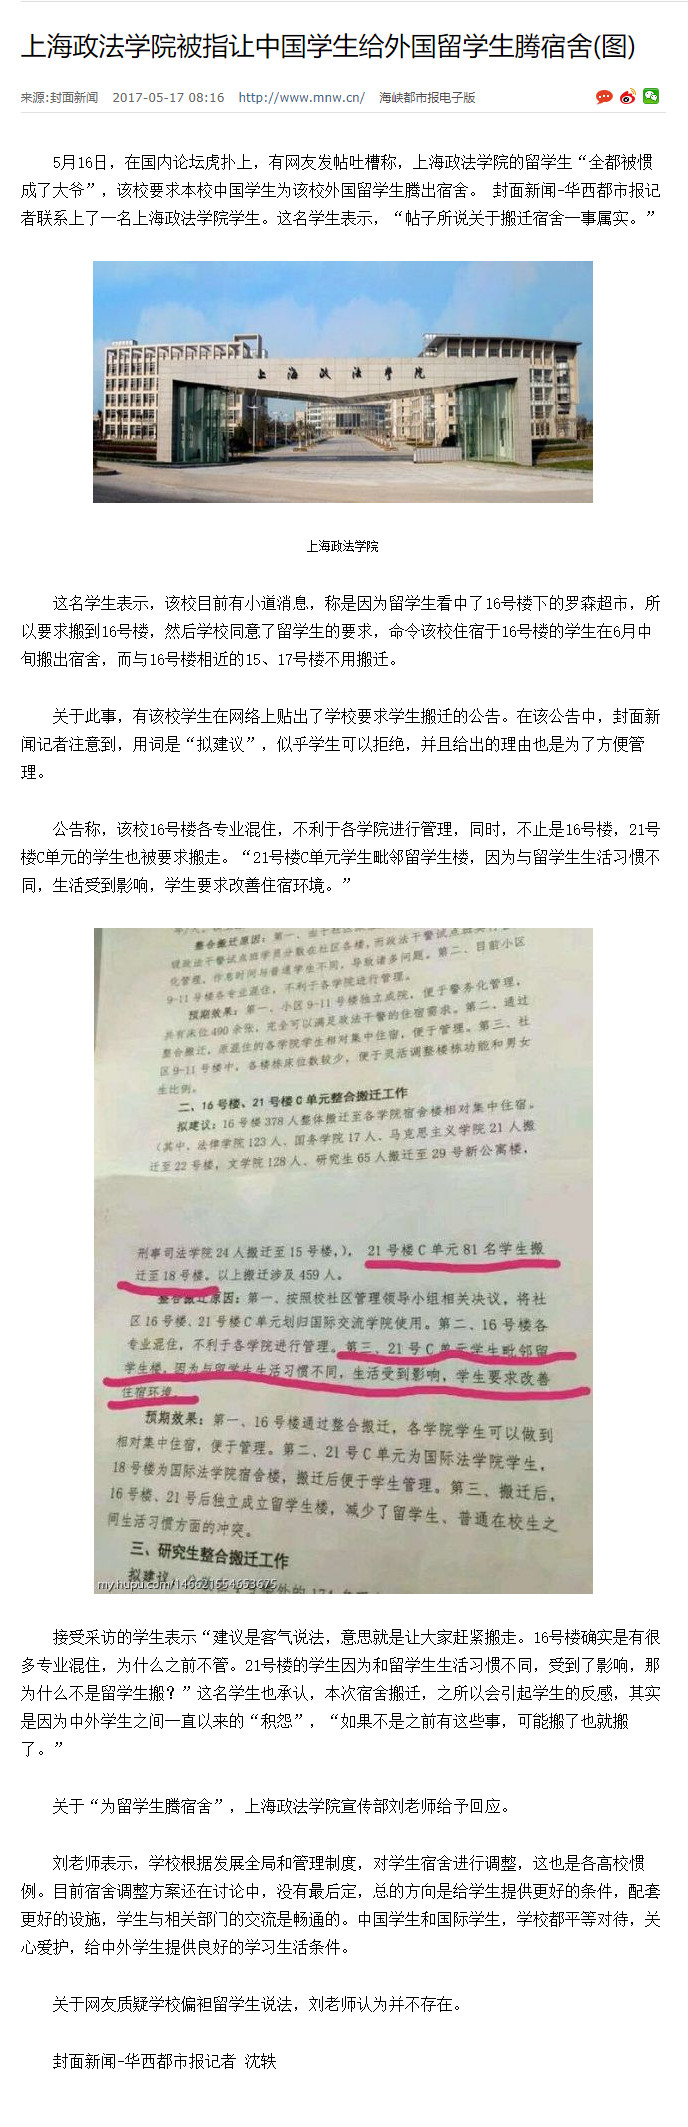 上海政法学院被指让中国学生给外国留学生腾宿舍(图)
来源:封面新闻 2017-05-17 08:16 http://www.mnw.cn/ 海峡都市报电子版
5月16日，在国内论坛虎扑上，有网友发帖吐槽称，上海政法学院的留学生“全都被惯
成了大爷”，该校要求本校中国学生为该校外国留学生腾出宿舍。 封面新闻-华西都市报记
者联系上了一名上海政法学院学生。这名学生表示，“帖子所说关于搬迁宿舍一事属实。”
上海政法學院
上海政法学院
这名学生表示，该校目前有小道消息，称是因为留学生看中了16号楼下的罗森超市，所
以要求搬到16号楼，然后学校同意了留学生的要求，命令该校住宿于16号楼的学生在6月中
旬搬出宿舍，而与16号楼相近的15、17号楼不用搬迁。
关于此事，有该校学生在网络上贴出了学校要求学生搬迁的公告。在该公告中，封面新
闻记者注意到，用词是“拟建议”，似乎学生可以拒绝，并且给出的理由也是为了方便管
理。
公告称，该校16号楼各专业混住，不利于各学院进行管理，同时，不止是16号楼，21号
楼C单元的学生也被要求搬走。“21号楼C单元学生毗邻留学生楼，因为与留学生生活习惯不
同，生活受到影响，学生要求改善住宿环境。”
整合搬迁原因：第一、由于社区
镜政法干警试点班学员分散在社区各楼，而政法干警试点班实行警
化管理、作息时间与普通学生不同，导致诸多问题。第二、目前小区
9-11号楼各专业混住，不利于各学院进行管理。
预期效果：第一、小区9-11号楼独立成院，便于警务化管理，
共有床位490余张，完全可以满足政法干警的住宿需求。第二、通过
整合搬迁，原混住的各学院学生相对集中住宿，便于管理。第三、社
区9-11号楼中，各楼栋床位数较少，便于灵活调整楼栋功能和男女
生比例。
二、16号楼、21号楼C单元整合搬迁工作
拟建议：16号楼378人整体搬迁至各学院宿舍楼相对集中住宿。
（其中，法律学院123人、国务学院17人、马克思主义学院21人搬
迁至22号楼，文学院128人、研究生65人搬迁至29号新公寓楼，
刑事司法学院24人搬迁至15号楼，），21号楼C单元81名学生搬
迁至18号楼。以上搬迁涉及459人。
整合搬迁原因：第一、按照校社区管理领导小组相关决议，将社
区16号楼、21号楼C单元划归国际交流学院使用。第二、16号楼各
专业混住，不利于各学院进行管理。第三、21号C单元学生毗邻留
学生楼，因为与留学生生活习惯不同，生活受到影响，学生要求改善
住宿环境。
预期效果：第一、16号楼通过整合搬迁，各学院学生可以做到
相对集中住宿，便于管理。第二、21号C单元为国际法学院学生，
18号楼为国际法学院宿舍楼，搬迁后便于学生管理。第三、搬迁后，
16号楼、21号后独立成立留学生楼，减少了留学生、普通在校生之
间生活习惯方面的冲突。
三、研究生整合搬迁工作
拟建议
my.hupu.com/146621554653675
接受采访的学生表示“建议是客气说法，意思就是让大家赶紧搬走。16号楼确实是有很
多专业混住，为什么之前不管。21号楼的学生因为和留学生生活习惯不同，受到了影响，那
为什么不是留学生搬？”这名学生也承认，本次宿舍搬迁，之所以会引起学生的反感，其实
是因为中外学生之间一直以来的“积怨”，“如果不是之前有这些事，可能搬了也就搬
了。”
关于“为留学生腾宿舍”，上海政法学院宣传部刘老师给予回应。
刘老师表示，学校根据发展全局和管理制度，对学生宿舍进行调整，这也是各高校惯
例。目前宿舍调整方案还在讨论中，没有最后定，总的方向是给学生提供更好的条件，配套
更好的设施，学生与相关部门的交流是畅通的。中国学生和国际学生，学校都平等对待，关
心爱护，给中外学生提供良好的学习生活条件。
关于网友质疑学校偏袒留学生说法，刘老师认为并不存在。
封面新闻-华西都市报记者 沈轶